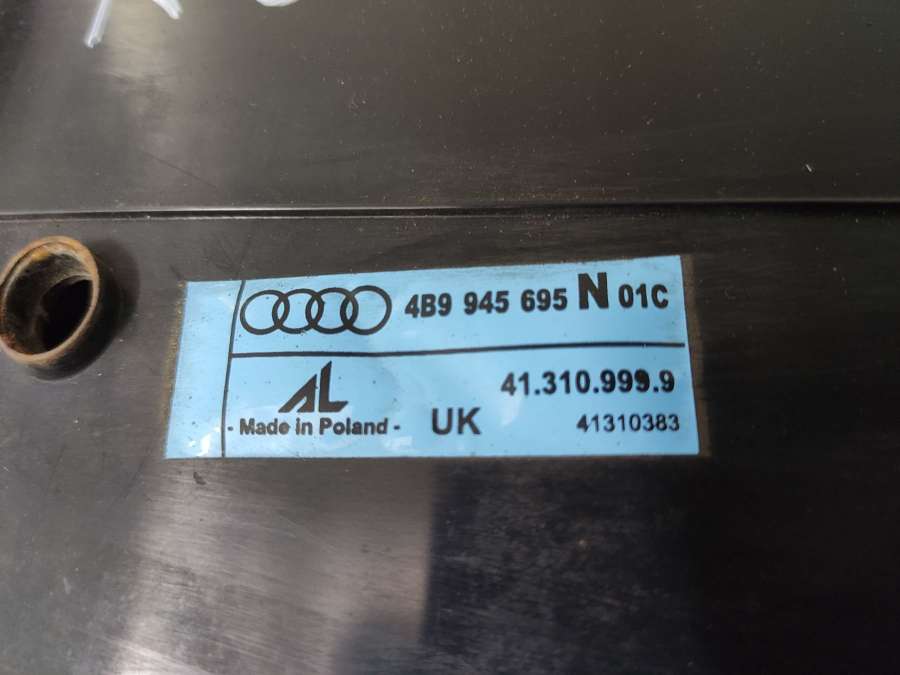 4B9 945 695 N 01C
41.310.999.9
AL
- Made in Poland - UK 41310383